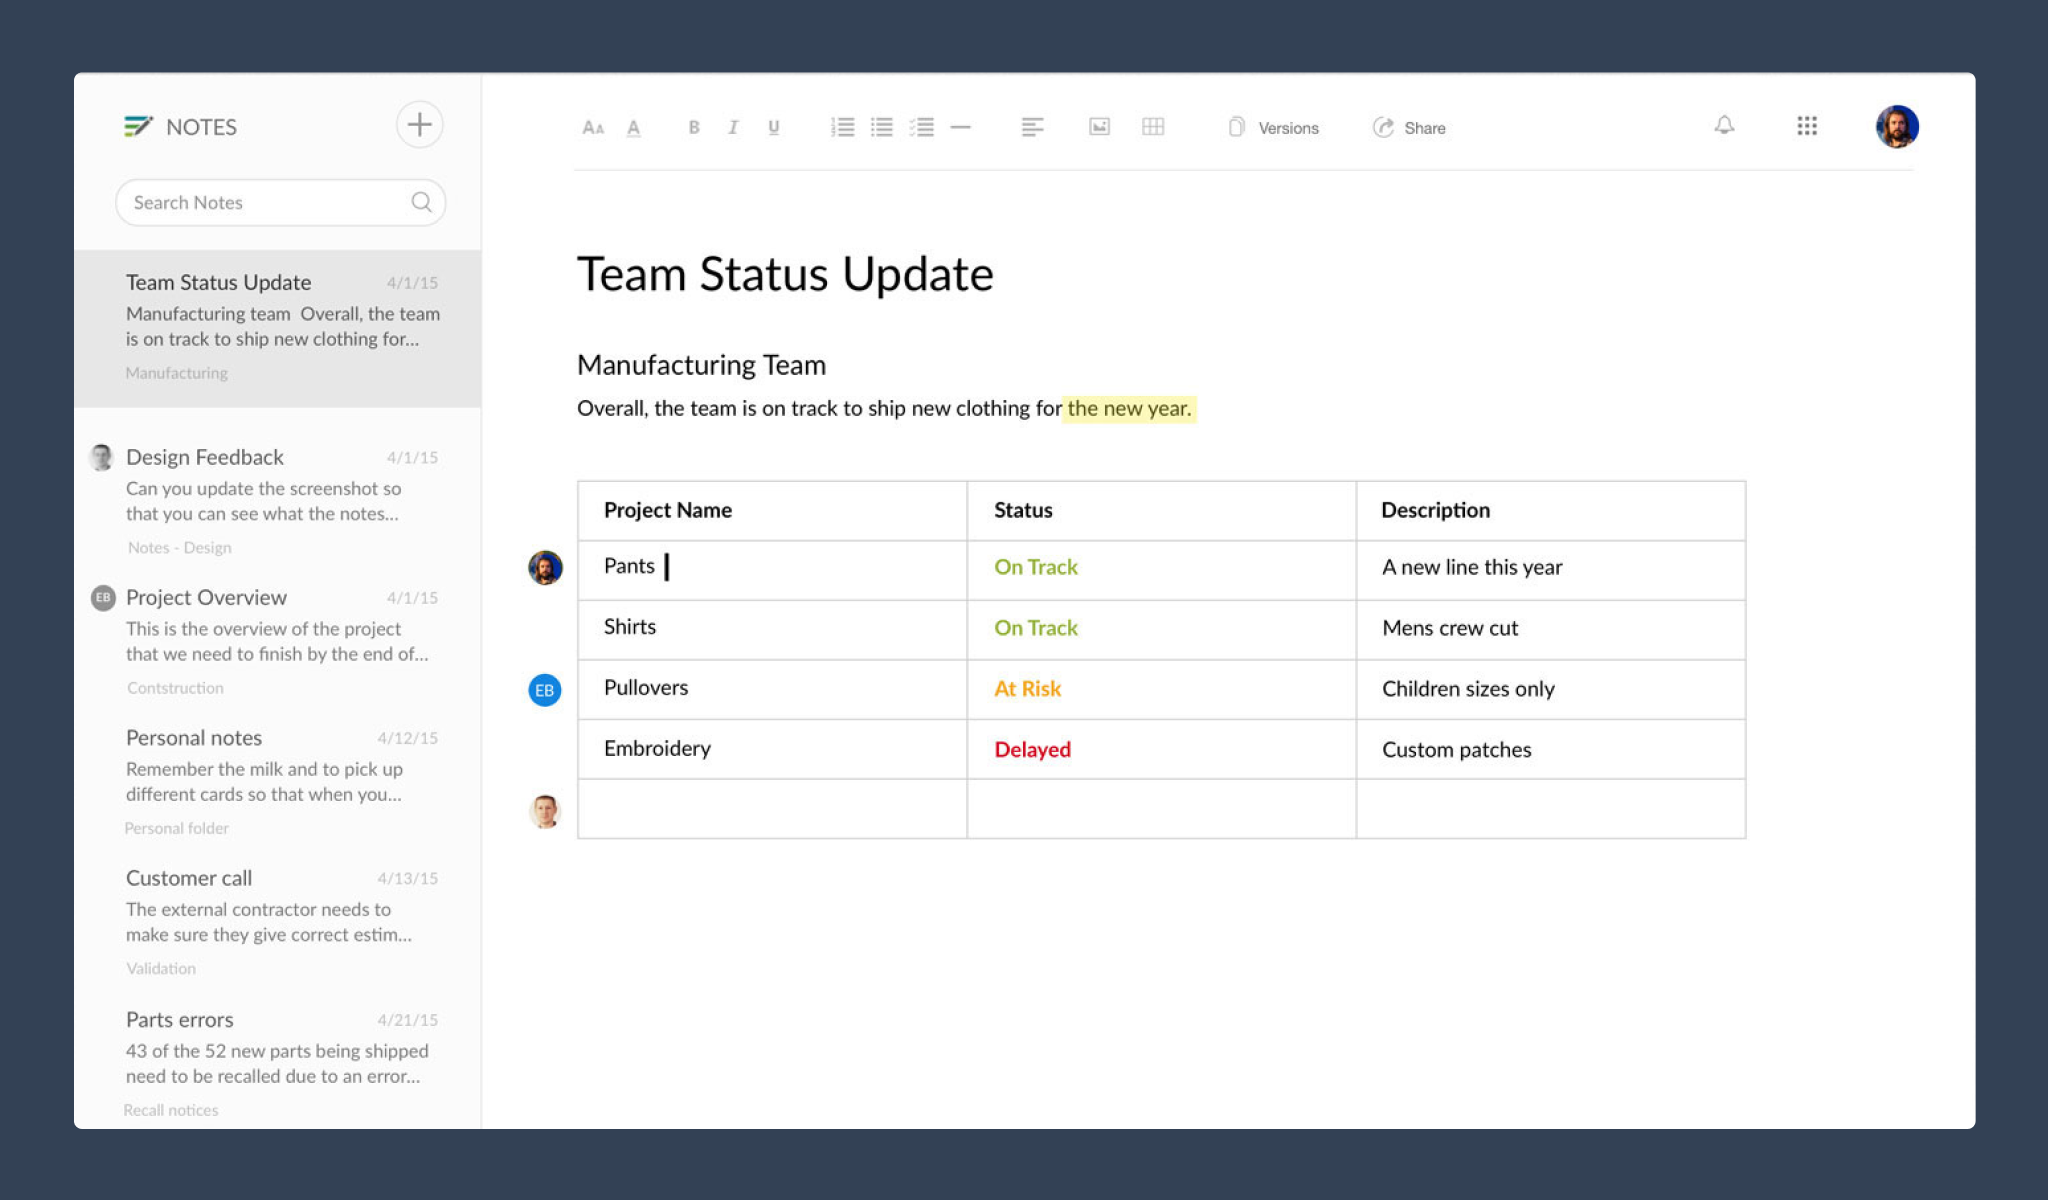 NOTES
Search Notes
Team Status Update 4/1/15
Manufacturing team Overall, the team
is on track to ship new clothing for...
Manufacturing
Design Feedback 4/1/15
Can you update the screenshot so
that you can see what the notes...
Notes - Design
EB Project Overview 4/1/15
This is the overview of the project
that we need to finish by the end of...
Contstruction
Personal notes 4/12/15
Remember the milk and to pick up
different cards so that when you...
Personal folder
Customer call 4/13/15
The external contractor needs to
make sure they give correct estim...
Validation
Parts errors 4/21/15
43 of the 52 new parts being shipped
need to be recalled due to an error...
Recall notices
AA A B I U Versions Share
Team Status Update
Manufacturing Team
Overall, the team is on track to ship new clothing for the new year.
Project Name Status Description
Pants On Track A new line this year
Shirts On Track Mens crew cut
EB Pullovers At Risk Children sizes only
Embroidery Delayed Custom patches